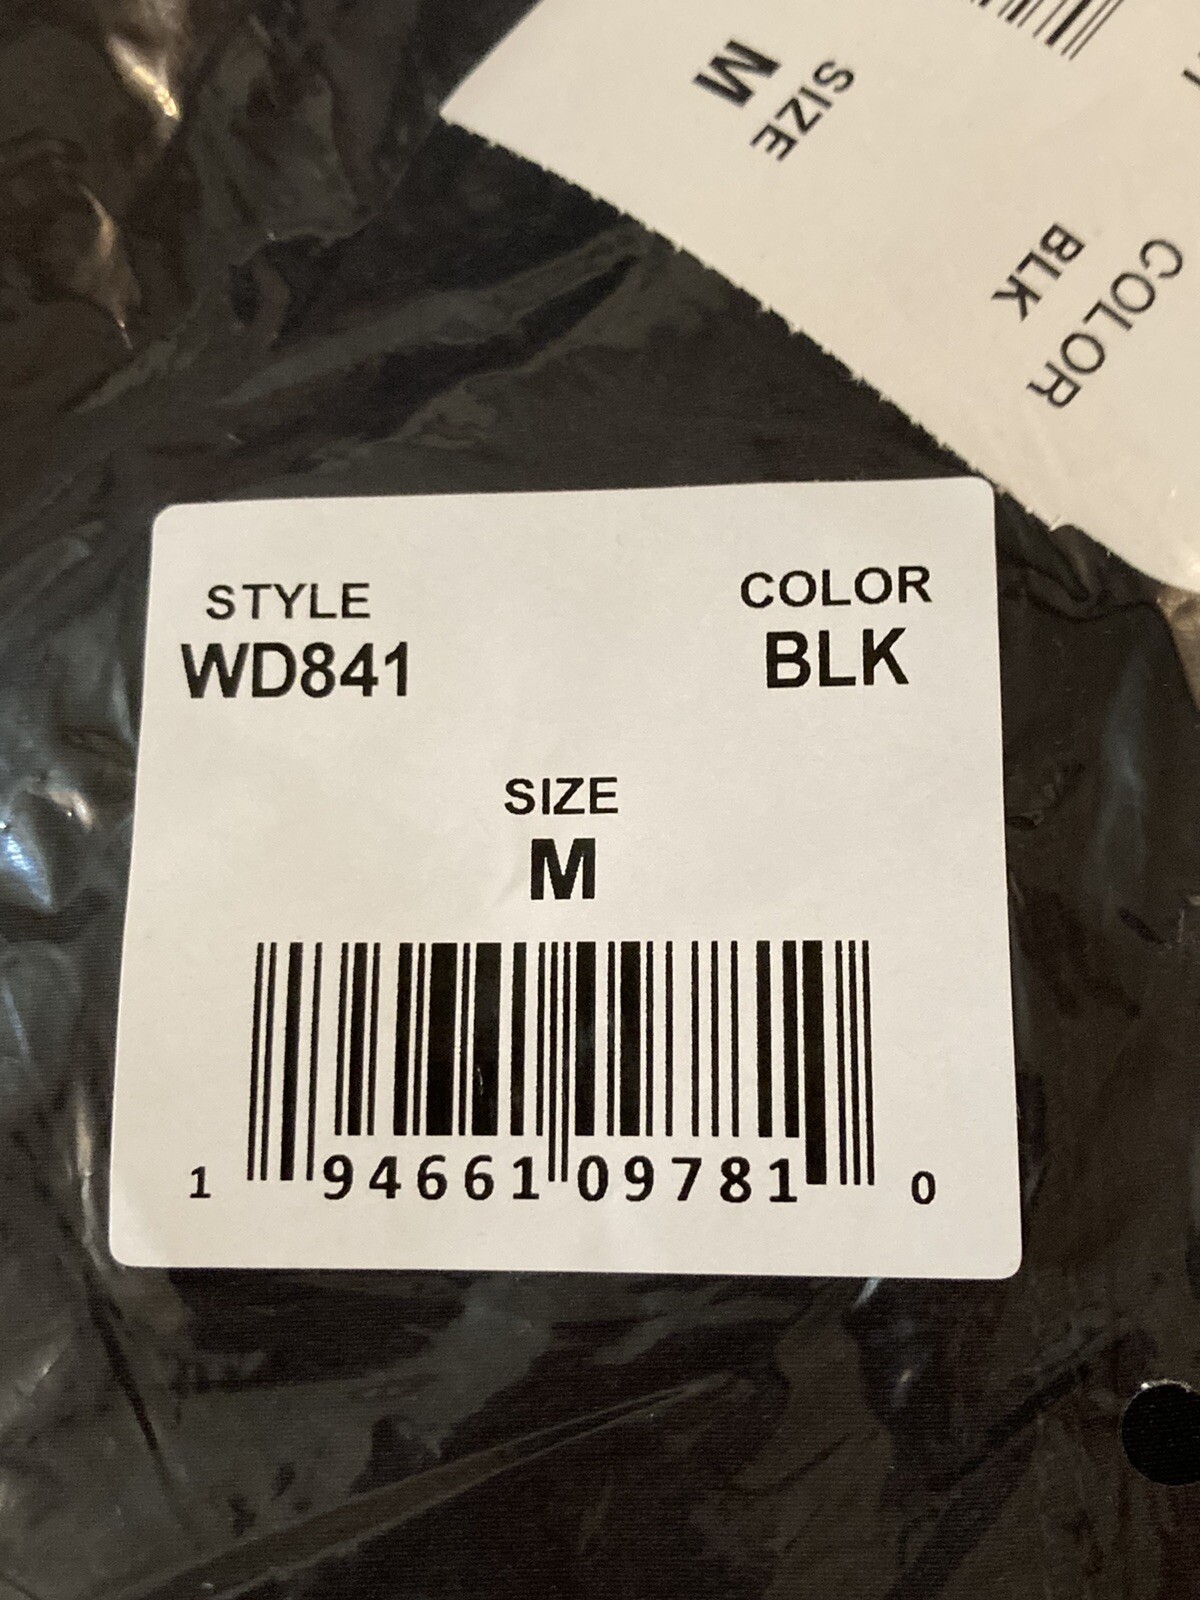 SIZE
M
COLOR
BLK
STYLE
WD841
COLOR
BLK
SIZE
M
1 94661 09781 0